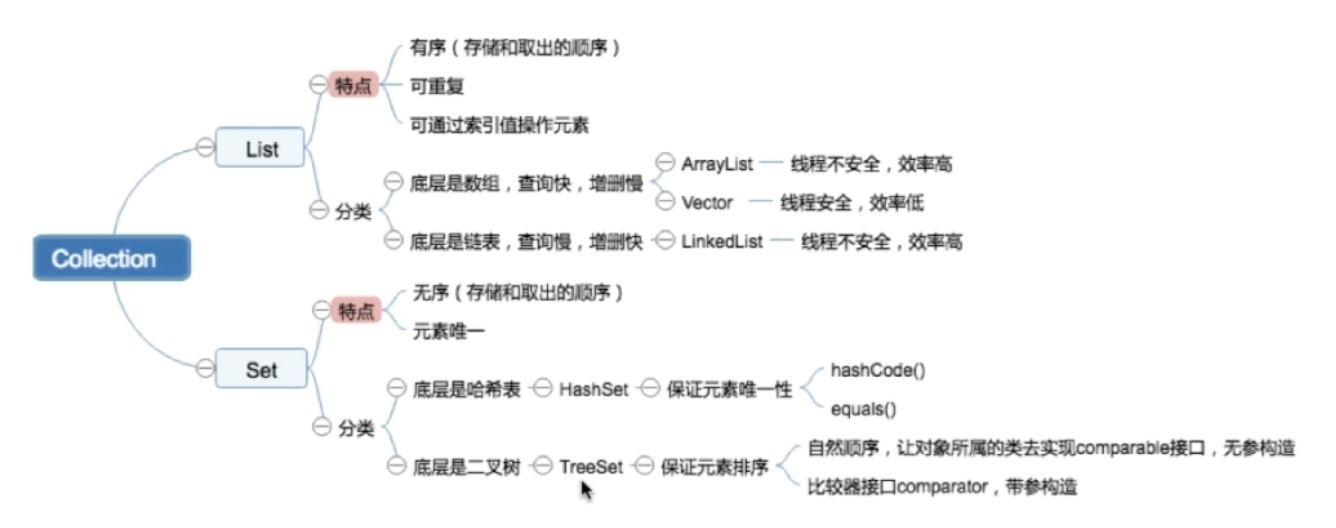 Collection
List
特点
有序（存储和取出的顺序）
可重复
可通过索引值操作元素
分类
底层是数组，查询快，增删慢
ArrayList
线程不安全，效率高
Vector
线程安全，效率低
底层是链表，查询慢，增删快
LinkedList
线程不安全，效率高
Set
特点
无序（存储和取出的顺序）
元素唯一
分类
底层是哈希表
HashSet
保证元素唯一性
hashCode()
equals()
底层是二叉树
TreeSet
保证元素排序
自然顺序，让对象所属的类去实现comparable接口，无参构造
比较器接口comparator，带参构造